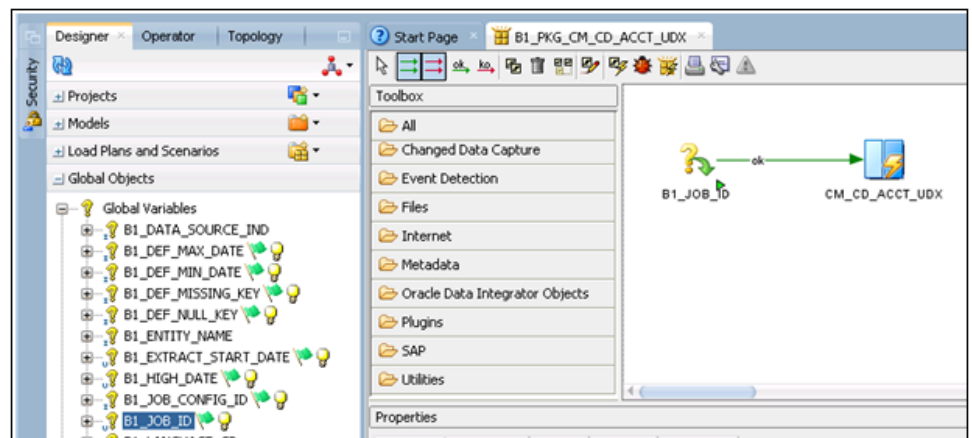 Designer
Operator
Topology
Start Page
B1_PKG_CM_CD_ACCT_UDX
Security
ok
ko
Projects
Models
Load Plans and Scenarios
Global Objects
Global Variables
B1_DATA_SOURCE_IND
B1_DEF_MAX_DATE
B1_DEF_MIN_DATE
B1_DEF_MISSING_KEY
B1_DEF_NULL_KEY
B1_ENTITY_NAME
B1_EXTRACT_START_DATE
B1_HIGH_DATE
B1_JOB_CONFIG_ID
B1_JOB_ID
Toolbox
All
Changed Data Capture
Event Detection
Files
Internet
Metadata
Oracle Data Integrator Objects
Plugins
SAP
Utilities
Properties
ok
B1_JOB_ID
CM_CD_ACCT_UDX